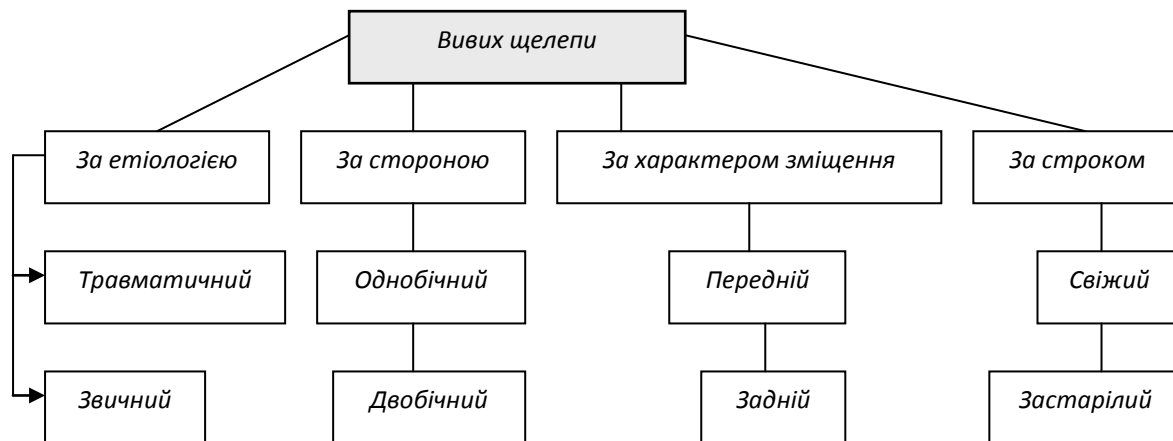 Вивих щелепи
За етіологією
За стороною
За характером зміщення
За строком
Травматичний
Однобічний
Передній
Свіжий
Звичний
Двобічний
Задній
Застарілий